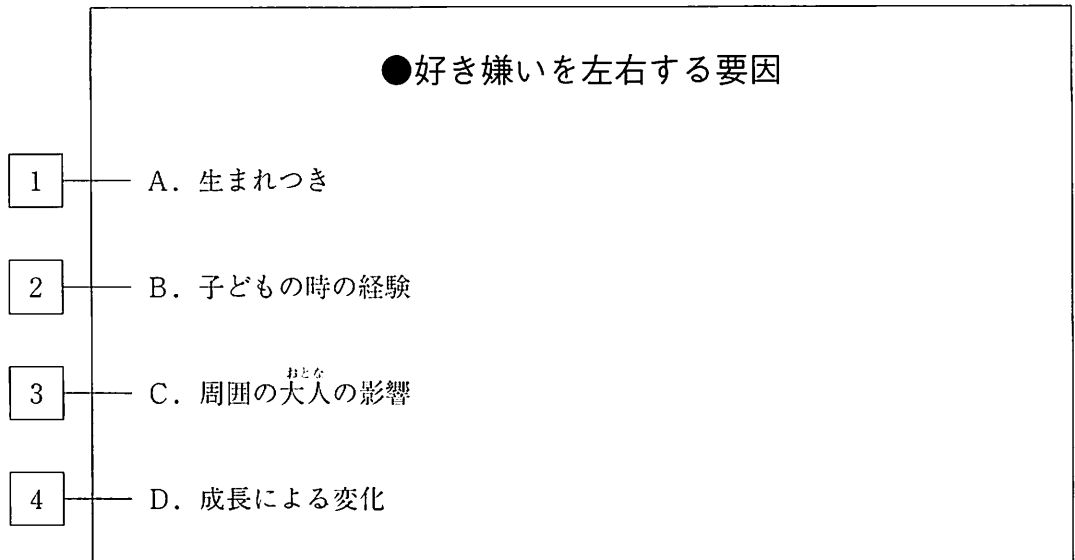 ●好き嫌いを左右する要因
1 A．生まれつき
2 B．子どもの時の経験
おとな
3 C．周囲の大人の影響
4 D．成長による変化